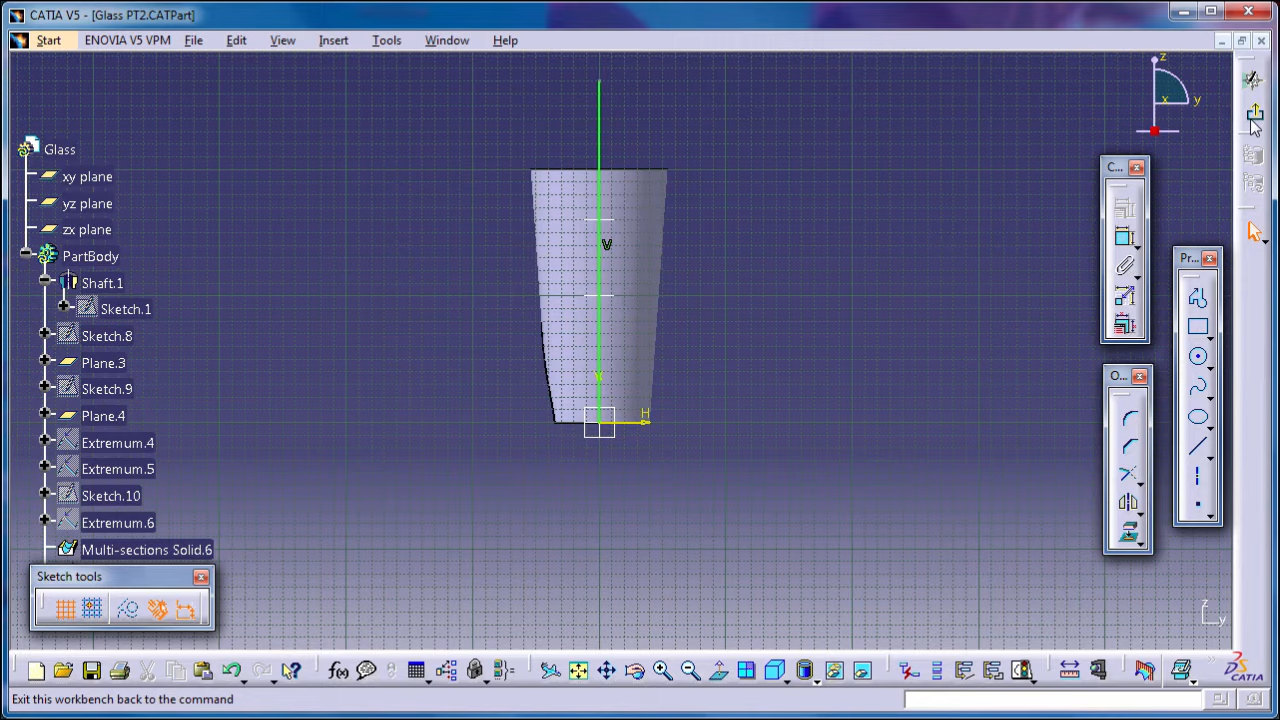 CATIA V5 - [Glass PT2.CATPart]
Start ENOVIA V5 VPM File Edit View Insert Tools Window Help
z
x y
Glass
xy plane
yz plane
zx plane
PartBody
Shaft.1
Sketch.1
Sketch.8
Plane.3
Sketch.9
Plane.4
Extremum.4
Extremum.5
Sketch.10
Extremum.6
Multi-sections Solid.6
V
H
C...
Pr...
O...
Sketch tools
z
y
f(x)
CATIA
Exit this workbench back to the command